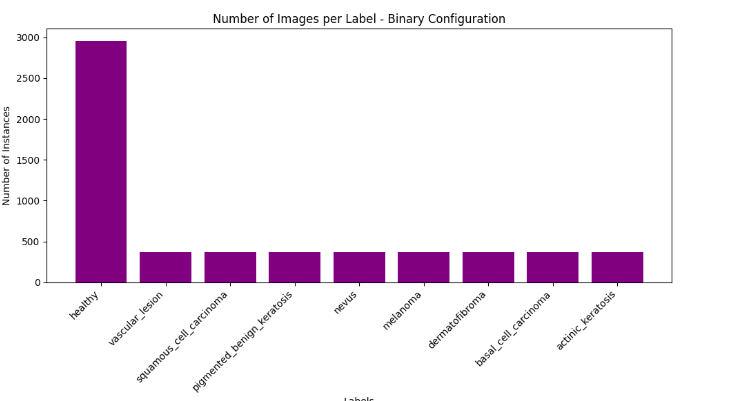 Number of Images per Label - Binary Configuration
Number of Instances
3000
2500
2000
1500
1000
500
0
healthy
vascular_lesion
squamous_cell_carcinoma
pigmented_benign_keratosis
nevus
melanoma
dermatofibroma
basal_cell_carcinoma
actinic_keratosis
Labels